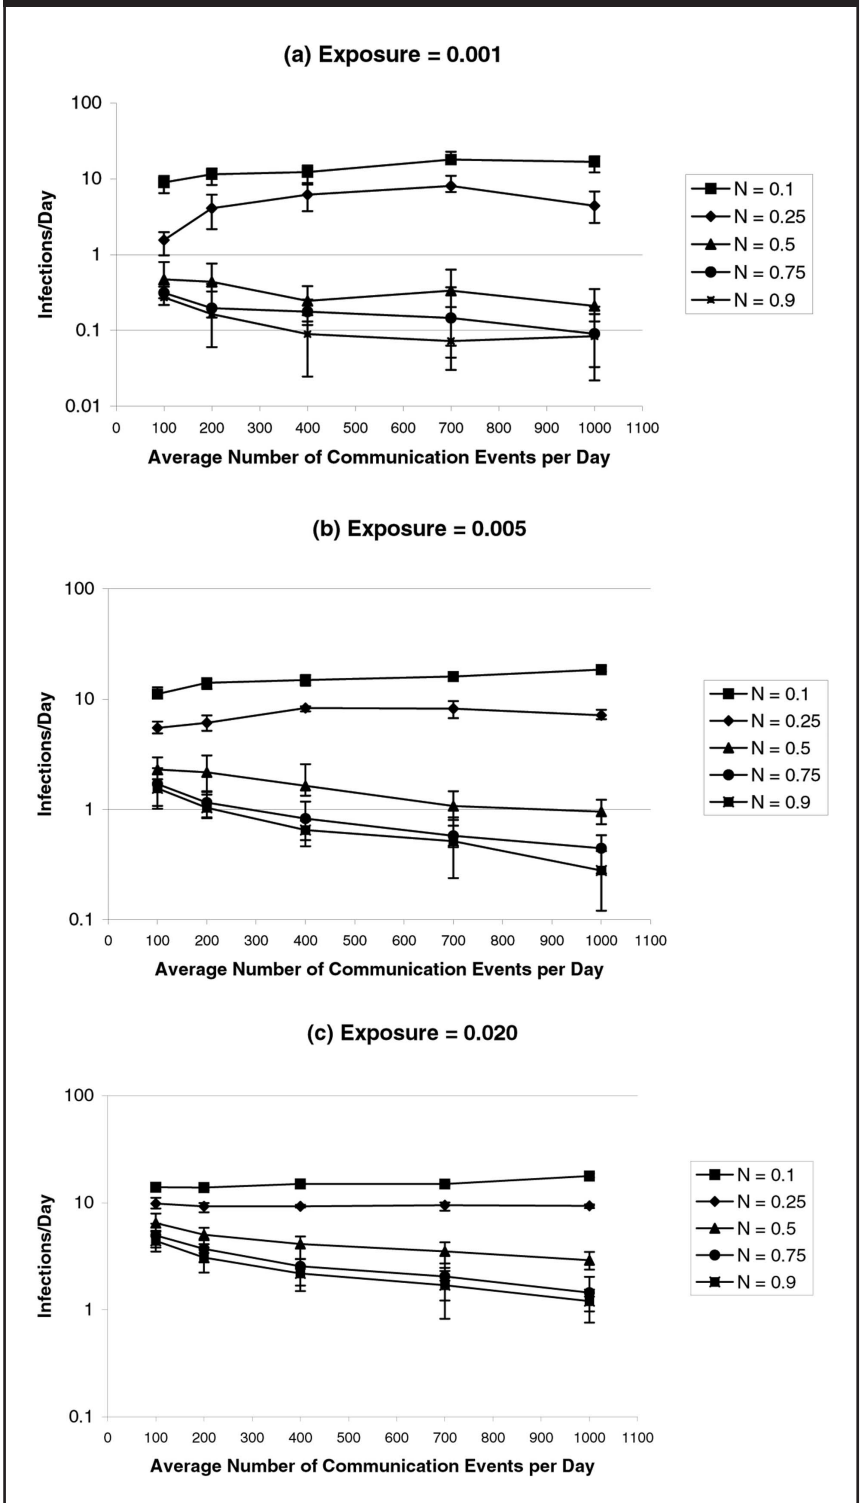 (a) Exposure = 0.001
100
10
1
0.1
0.01
Infections/Day
0 100 200 300 400 500 600 700 800 900 1000 1100
Average Number of Communication Events per Day
N = 0.1
N = 0.25
N = 0.5
N = 0.75
N = 0.9
(b) Exposure = 0.005
100
10
1
0.1
Infections/Day
0 100 200 300 400 500 600 700 800 900 1000 1100
Average Number of Communication Events per Day
N = 0.1
N = 0.25
N = 0.5
N = 0.75
N = 0.9
(c) Exposure = 0.020
100
10
1
0.1
Infections/Day
0 100 200 300 400 500 600 700 800 900 1000 1100
Average Number of Communication Events per Day
N = 0.1
N = 0.25
N = 0.5
N = 0.75
N = 0.9